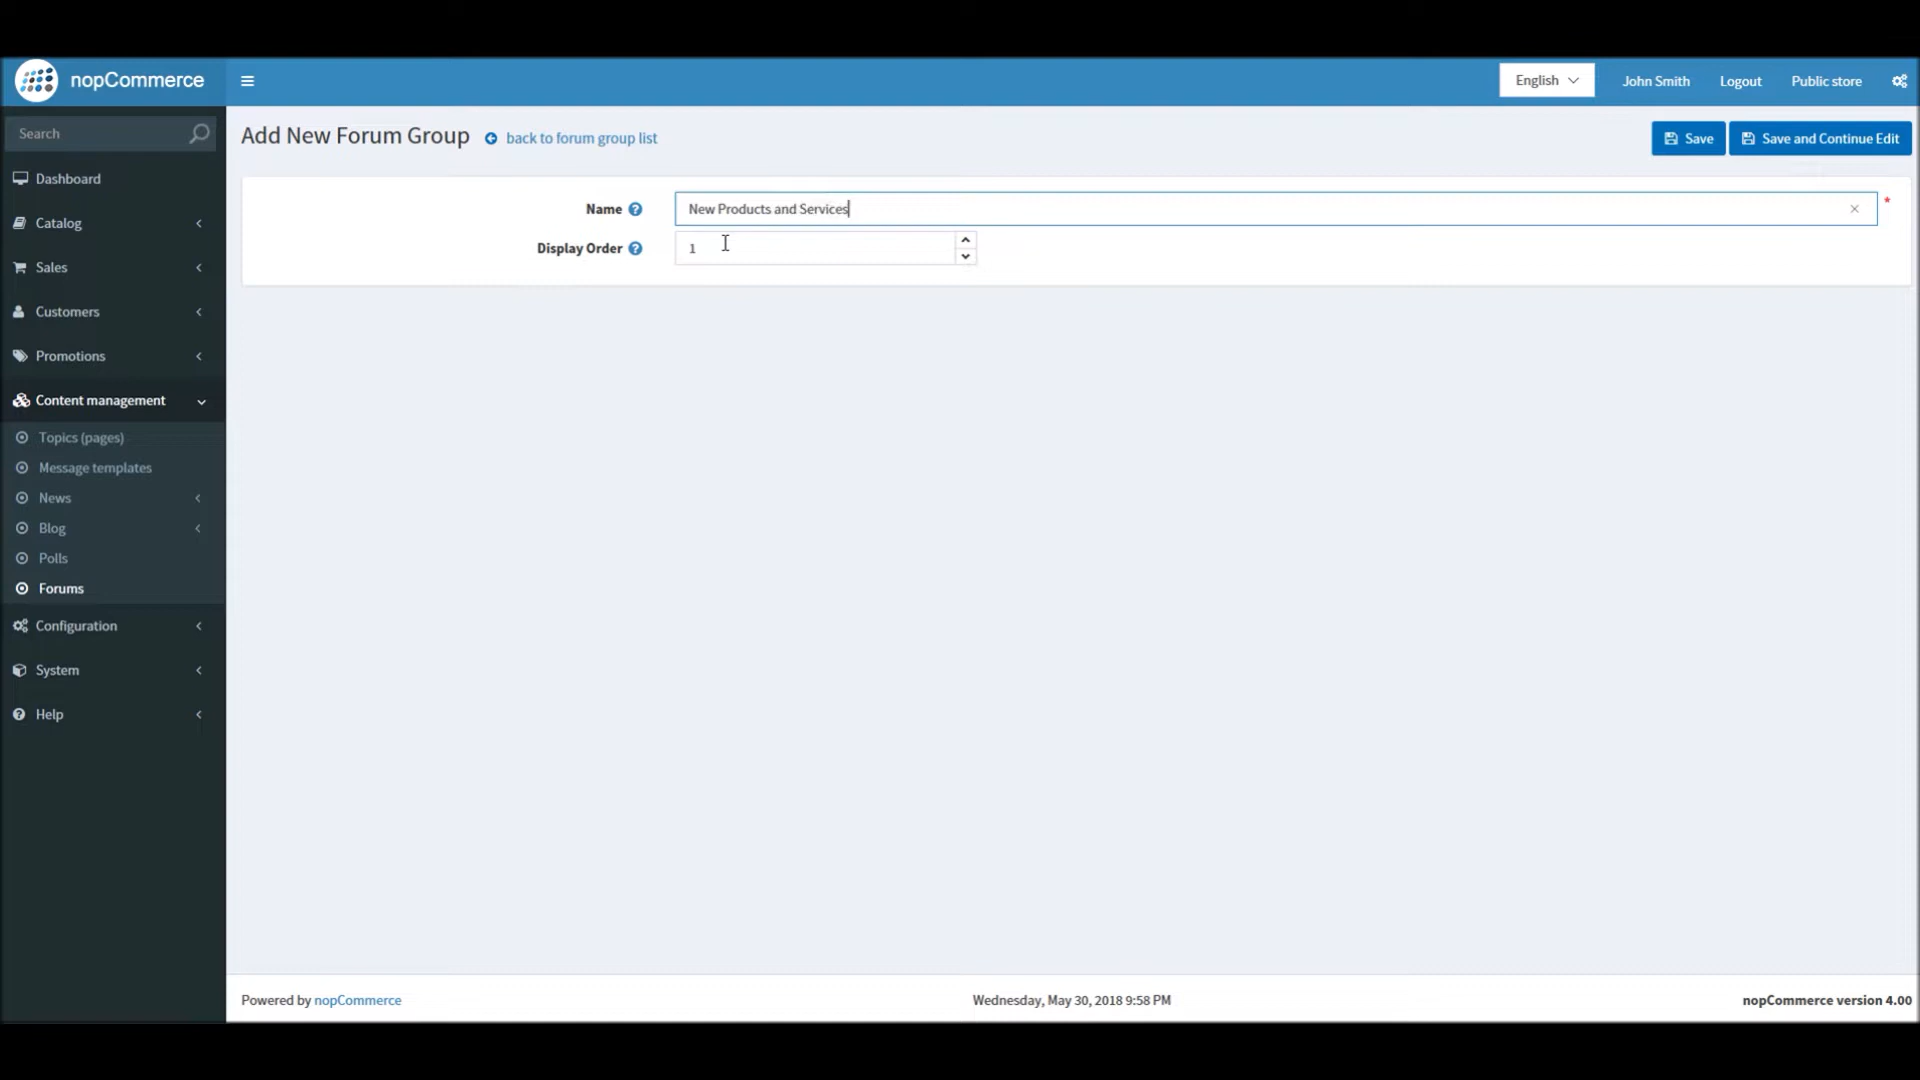 nopCommerce
English
John Smith
Logout
Public store
Search
Add New Forum Group
back to forum group list
Save
Save and Continue Edit
Name
New Products and Services
*
Display Order
1
Dashboard
Catalog
Sales
Customers
Promotions
Content management
Topics (pages)
Message templates
News
Blog
Polls
Forums
Configuration
System
Help
Powered by nopCommerce
Wednesday, May 30, 2018 9:58 PM
nopCommerce version 4.00